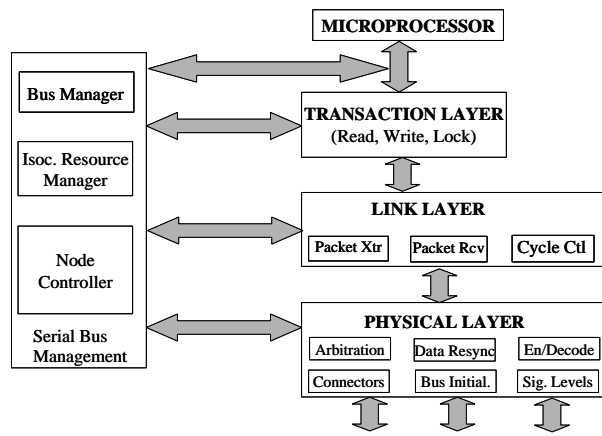 MICROPROCESSOR
Bus Manager
Isoc. Resource
Manager
Node
Controller
Serial Bus
Management
TRANSACTION LAYER
(Read, Write, Lock)
LINK LAYER
Packet Xtr
Packet Rcv
Cycle Ctl
PHYSICAL LAYER
Arbitration
Data Resync
En/Decode
Connectors
Bus Initial.
Sig. Levels